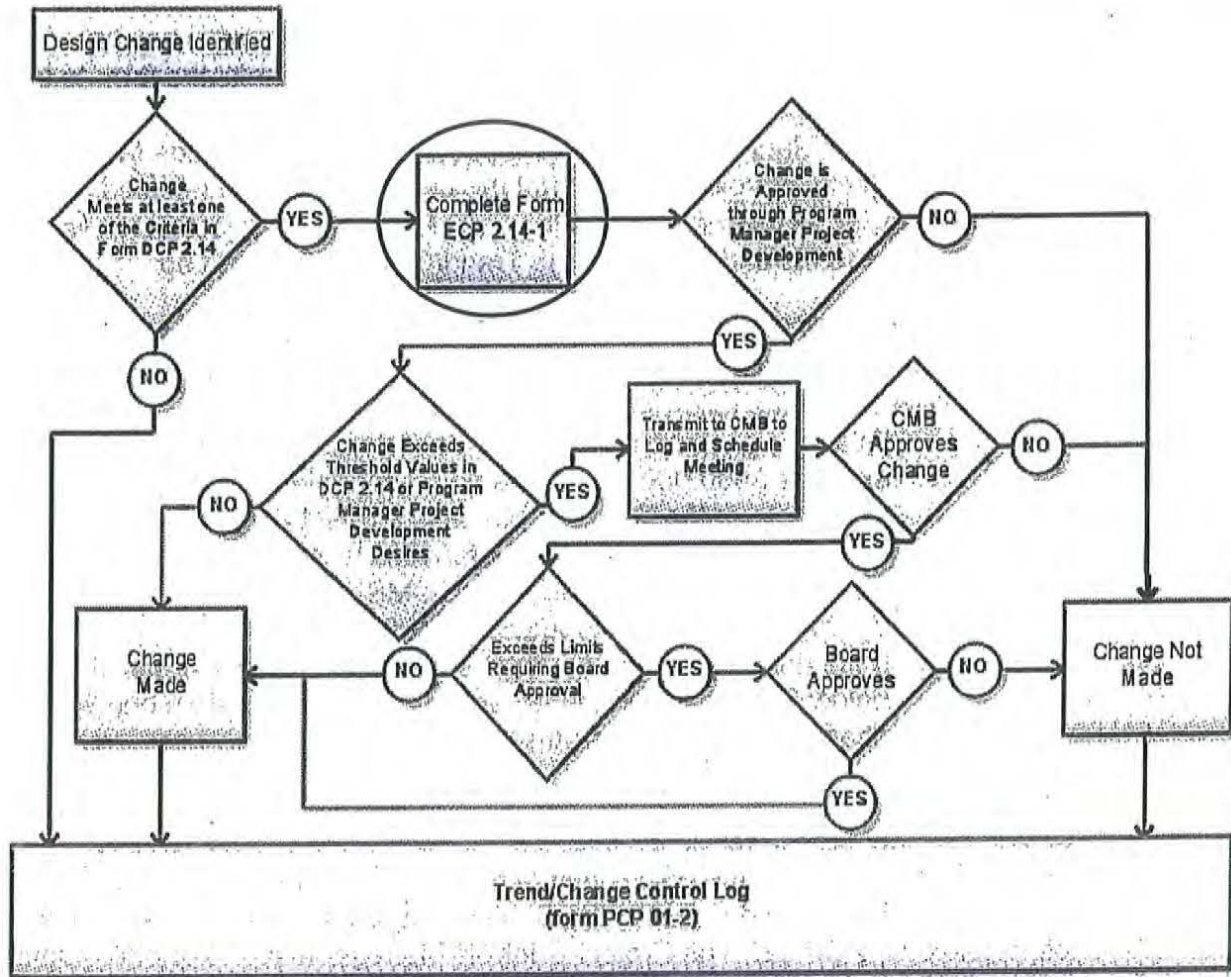 Design Change Identified
Change
Meets at least one
of the Criteria in
Form DCP 2.14
YES
Complete Form
ECP 2.14-1
Change is
Approved
through Program
Manager Project
Development
NO
YES
NO
Change Exceeds
Threshold Values in
DCP 2.14 or Program
Manager Project
Development
Desires
NO
YES
Transmit to CMB to
Log and Schedule
Meeting
CMB
Approves
Change
NO
YES
Change
Made
NO
Exceeds Limits
Requiring Board
Approval
YES
Board
Approves
NO
Change Not
Made
YES
Trend/Change Control Log
(form PCP 01-2)